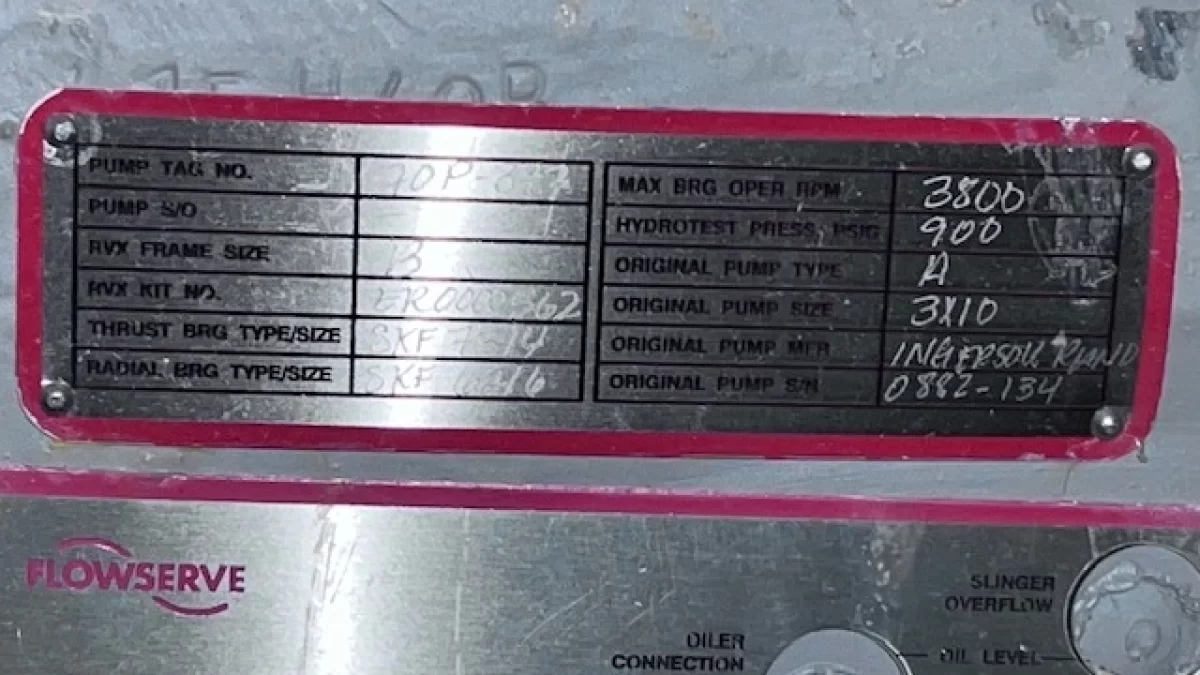 PUMP TAG NO.
PUMP S/O
RVX FRAME SIZE B
RVX KIT NO.
THRUST BRG TYPE/SIZE SKF
RADIAL BRG TYPE/SIZE SKF
MAX BRG OPER RPM 3800
HYDROTEST PRESS. PSIG 900
ORIGINAL PUMP TYPE A
ORIGINAL PUMP SIZE 3X10
ORIGINAL PUMP MFR INGERSOLL RAND
ORIGINAL PUMP S/N 0882-134
FLOWSERVE
SLINGER
OVERFLOW
OILER
CONNECTION
OIL LEVEL